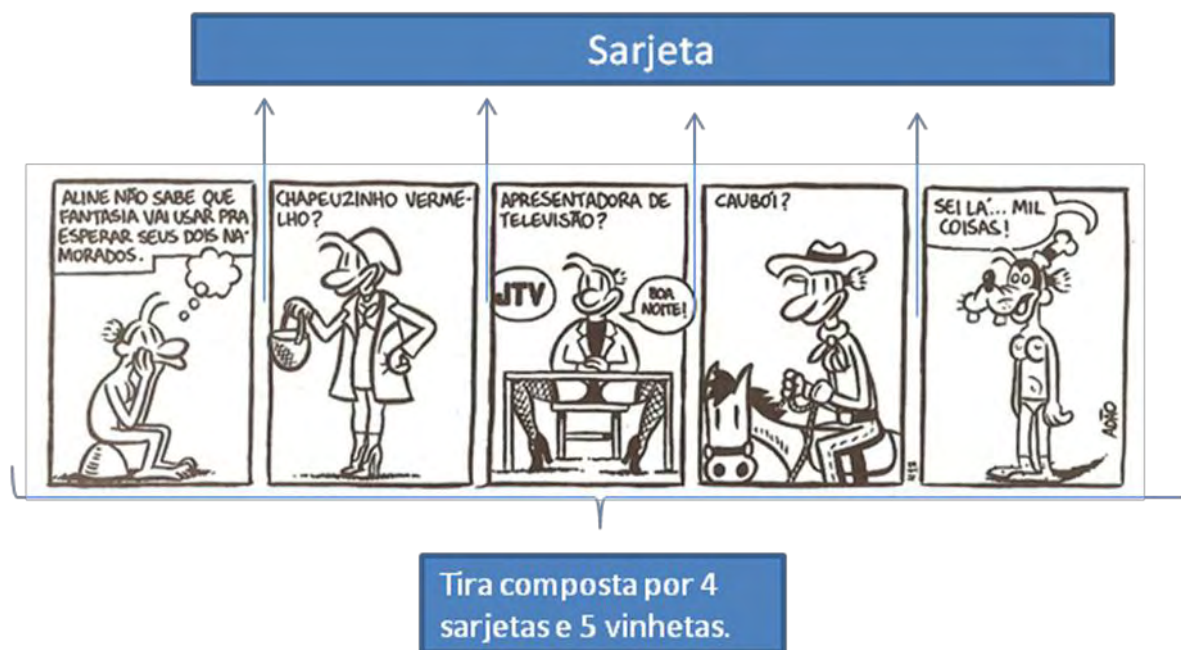 Sarjeta
ALINE NÃO SABE QUE
FANTASIA VAI USAR PRA
ESPERAR SEUS DOIS NA-
MORADOS.
CHAPEUZINHO VERME-
LHO?
APRESENTADORA DE
TELEVISÃO?
JTV
BOA
NOITE!
CAUBÓI?
SEI LÁ... MIL
COISAS!
ADÃO
Tira composta por 4
sarjetas e 5 vinhetas.